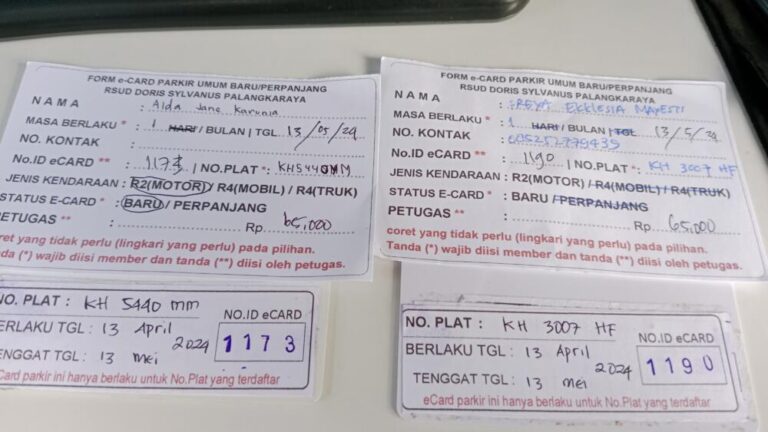 FORM e-CARD PARKIR UMUM BARU/PERPANJANG
RSUD DORIS SYLVANUS PALANGKARAYA
NAMA : Alda Jane Karunia
MASA BERLAKU * : 1 HARI / BULAN | TGL 13/05/24
NO. KONTAK :
No.ID eCARD ** : 1173 | NO.PLAT * : KH5440MM
JENIS KENDARAAN : R2(MOTOR) / R4(MOBIL) / R4(TRUK)
STATUS E-CARD * : BARU / PERPANJANG
PETUGAS ** : Rp 65,000
coret yang tidak perlu (lingkari yang perlu) pada pilihan.
Tanda (*) wajib diisi member dan tanda (**) diisi oleh petugas.
NO. PLAT : KH 5440 mm
BERLAKU TGL : 13 April 2024
TENGGAT TGL : 13 mei
NO.ID eCARD
1173
eCard parkir ini hanya berlaku untuk No.Plat yang terdaftar
FORM e-CARD PARKIR UMUM BARU/PERPANJANG
RSUD DORIS SYLVANUS PALANGKARAYA
NAMA : EKKLESIA
MASA BERLAKU * : 1 HARI / BULAN | TGL 13/5/24
NO. KONTAK :
No.ID eCARD ** : 1190 | NO.PLAT * : KH 3007 HF
JENIS KENDARAAN : R2(MOTOR) / R4(MOBIL) / R4(TRUK)
STATUS E-CARD * : BARU / PERPANJANG
PETUGAS ** : Rp 65.000
coret yang tidak perlu (lingkari yang perlu) pada pilihan.
Tanda (*) wajib diisi member dan tanda (**) diisi oleh petugas.
NO. PLAT : KH 3007 HF
BERLAKU TGL : 13 April 2024
TENGGAT TGL : 13 mei
NO.ID eCARD
1190
eCard parkir ini hanya berlaku untuk No.Plat yang terdaftar